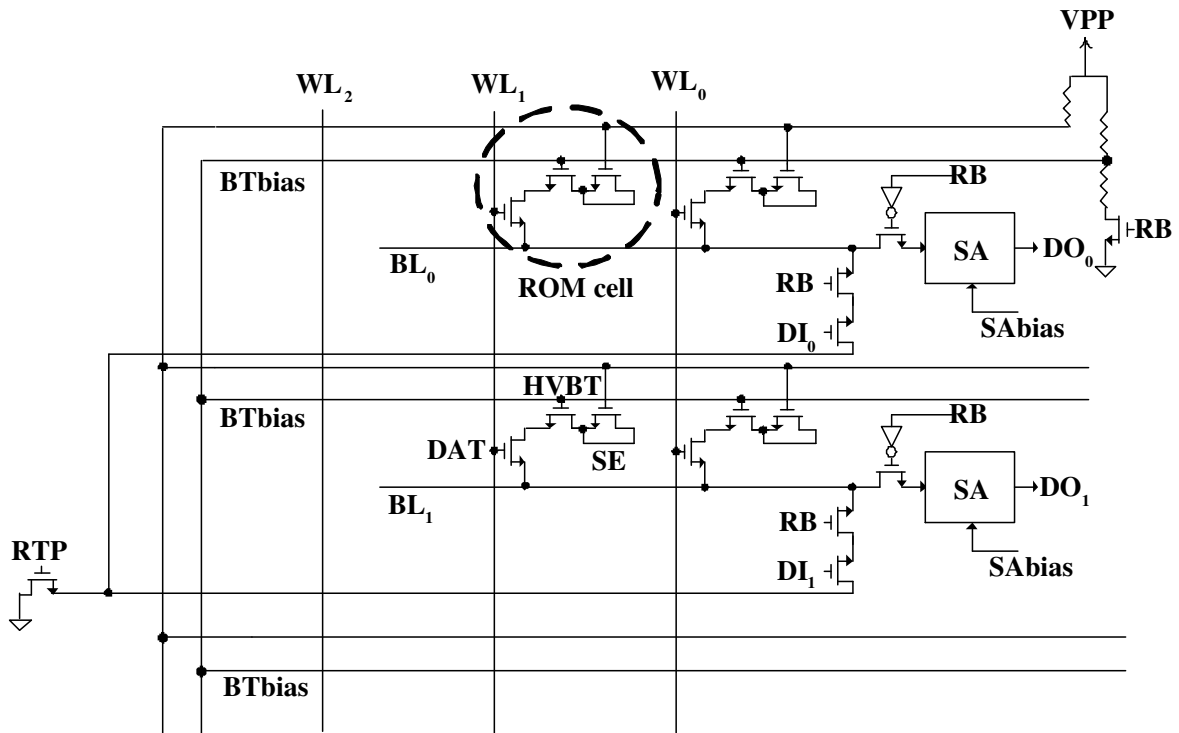 VPP
WL₂
WL₁
WL₀
BTbias
RB
BL₀
ROM cell
SA
DO₀
RB
RB
DI₀
SAbias
HVBT
BTbias
RB
DAT
SE
BL₁
SA
DO₁
RB
RTP
DI₁
SAbias
BTbias